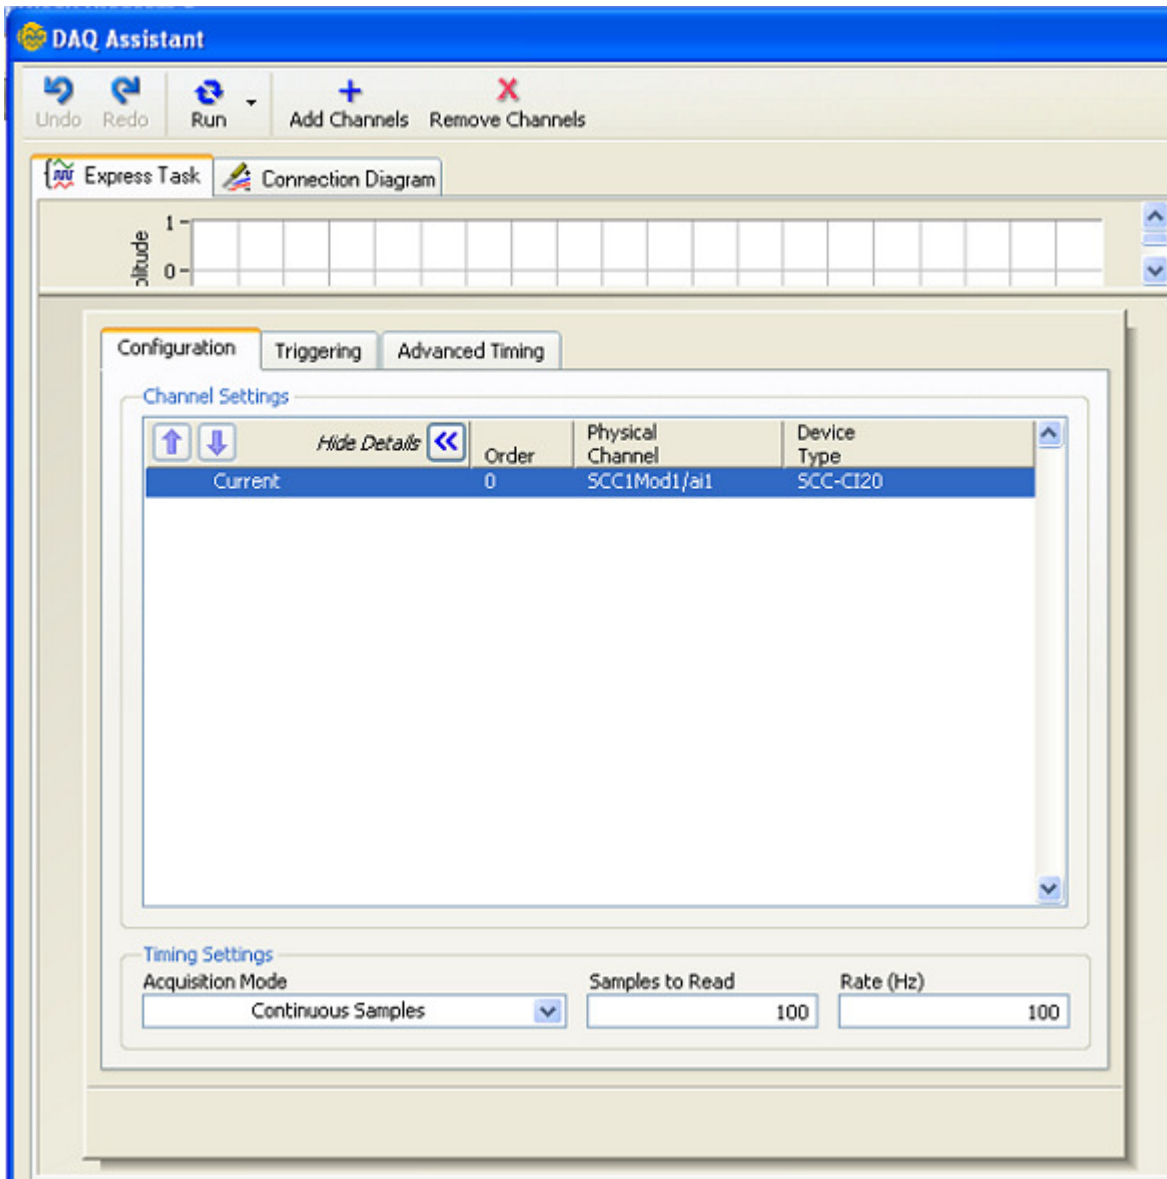 DAQ Assistant
Undo Redo Run Add Channels Remove Channels
Express Task Connection Diagram
1
0
Configuration Triggering Advanced Timing
Channel Settings
Hide Details Order Physical Channel Device Type
Current 0 SCC1Mod1/ai1 SCC-CI20
Timing Settings
Acquisition Mode Samples to Read Rate (Hz)
Continuous Samples 100 100